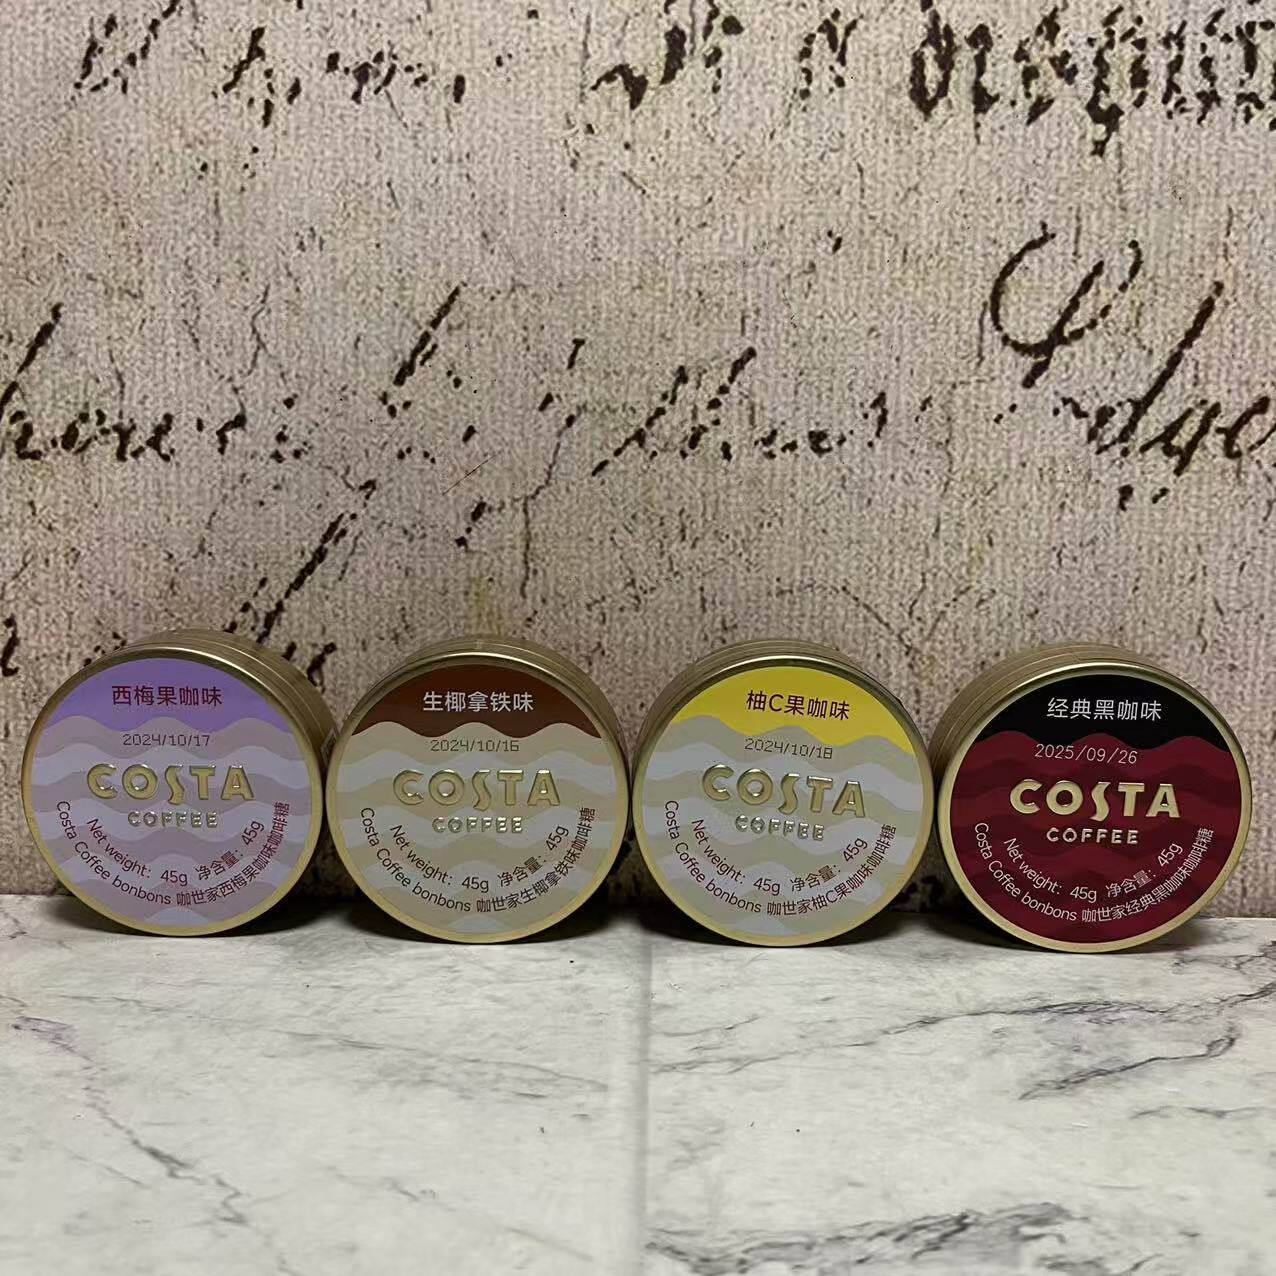 西梅果咖味
2024/10/17
COSTA
COFFEE
Net weight: 45g 净含量: 45g
Costa Coffee bonbons 咖世家西梅果咖味咖啡糖
生椰拿铁味
2024/10/16
COSTA
COFFEE
Net weight: 45g 净含量: 45g
Costa Coffee bonbons 咖世家生椰拿铁味咖啡糖
柚C果咖味
2024/10/18
COSTA
COFFEE
Net weight: 45g 净含量: 45g
Costa Coffee bonbons 咖世家柚C果咖味咖啡糖
经典黑咖味
2025/09/26
COSTA
COFFEE
Net weight: 45g 净含量: 45g
Costa Coffee bonbons 咖世家经典黑咖味咖啡糖